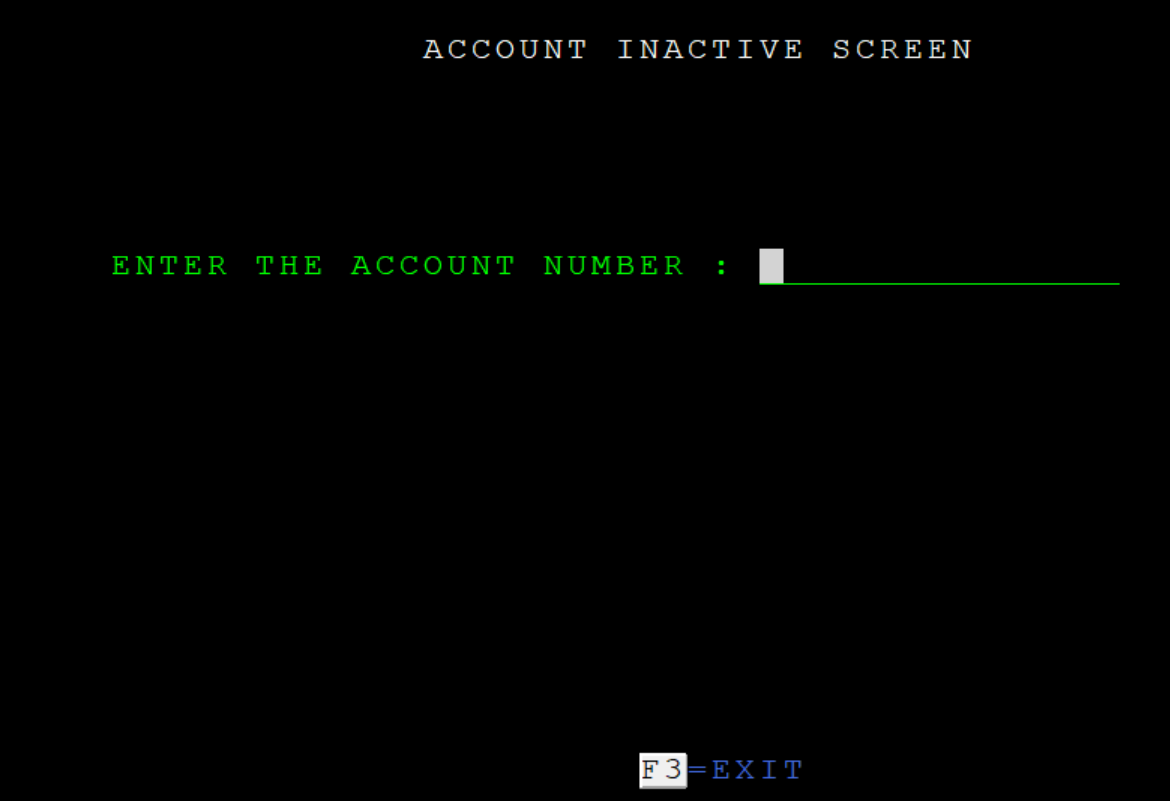 ACCOUNT INACTIVE SCREEN
ENTER THE ACCOUNT NUMBER :
F3=EXIT